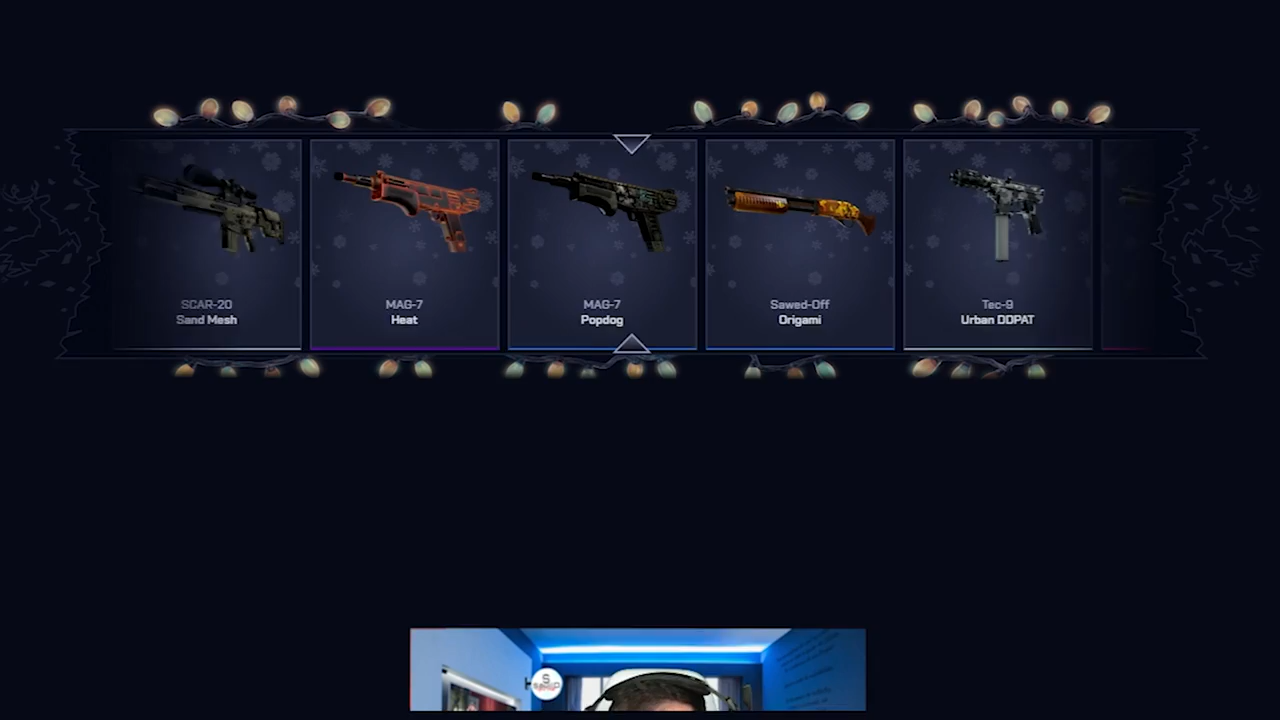 SCAR-20
Sand Mesh
MAG-7
Heat
MAG-7
Popdog
Sawed-Off
Origami
Tec-9
Urban DDPAT
S